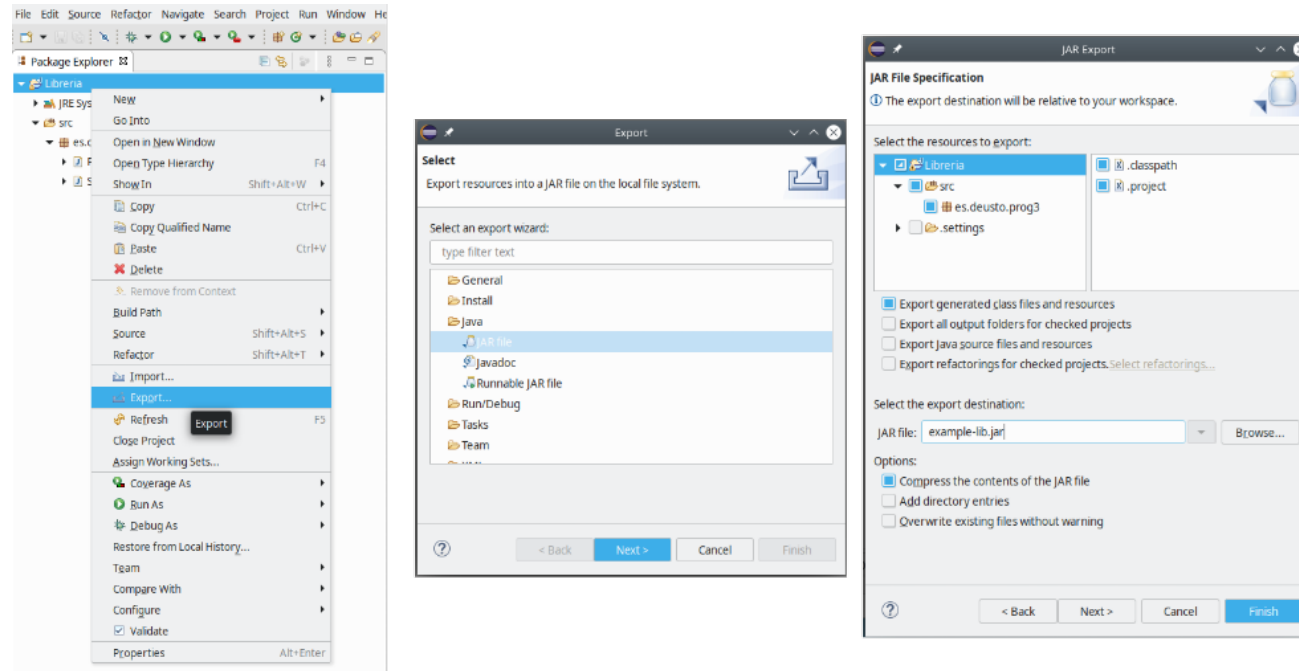 File Edit Source Refactor Navigate Search Project Run Window He
Package Explorer
Libreria
JRE Sys
src
es.c
New
Go Into
Open in New Window
Open Type Hierarchy F4
Show In Shift+Alt+W
Copy Ctrl+C
Copy Qualified Name
Paste Ctrl+V
Delete
Remove from Context
Build Path
Source Shift+Alt+S
Refactor Shift+Alt+T
Import...
Export...
Refresh F5
Export
Close Project
Assign Working Sets...
Coverage As
Run As
Debug As
Restore from Local History...
Team
Compare With
Configure
Validate
Properties Alt+Enter
Export
Select
Export resources into a JAR file on the local file system.
Select an export wizard:
type filter text
General
Install
Java
JAR file
Javadoc
Runnable JAR file
Run/Debug
Tasks
Team
< Back Next > Cancel Finish
JAR Export
JAR File Specification
The export destination will be relative to your workspace.
Select the resources to export:
Libreria
src
es.deusto.prog3
.settings
.classpath
.project
Export generated class files and resources
Export all output folders for checked projects
Export Java source files and resources
Export refactorings for checked projects. Select refactorings...
Select the export destination:
JAR file: example-lib.jar Browse...
Options:
Compress the contents of the JAR file
Add directory entries
Overwrite existing files without warning
< Back Next > Cancel Finish